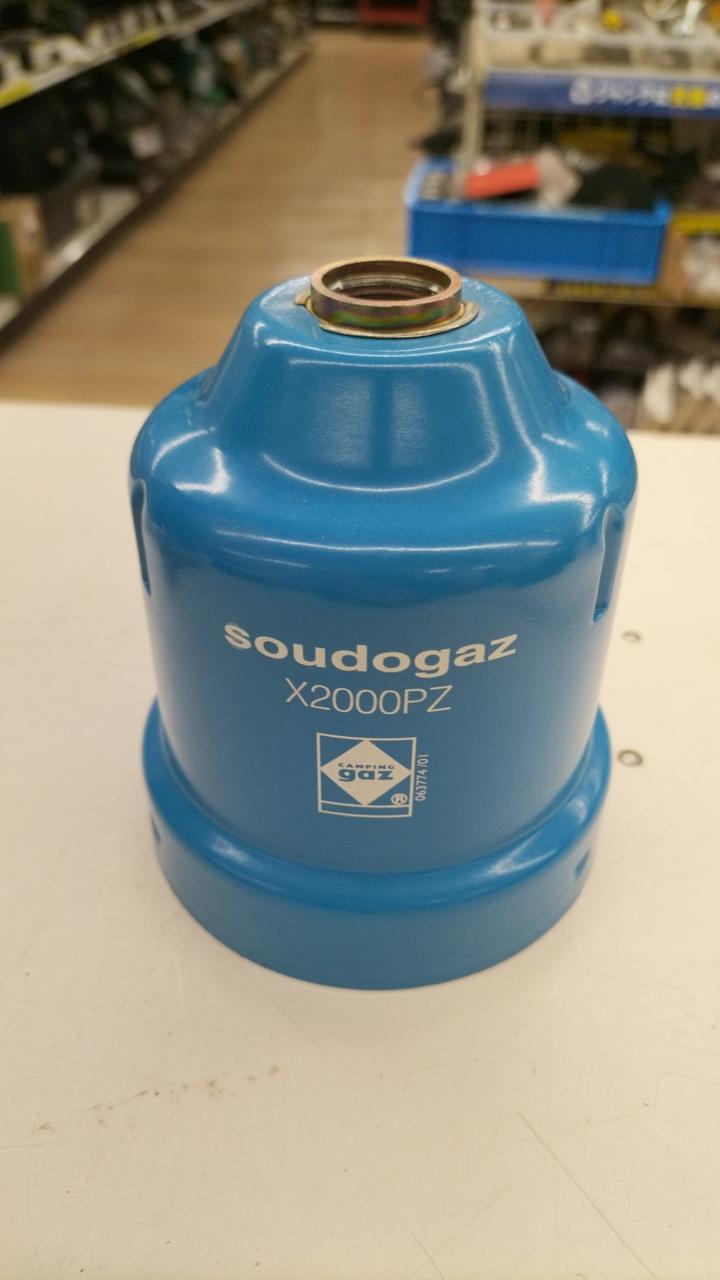 soudogaz
X2000PZ
CAMPING
gaz
®
063774/01